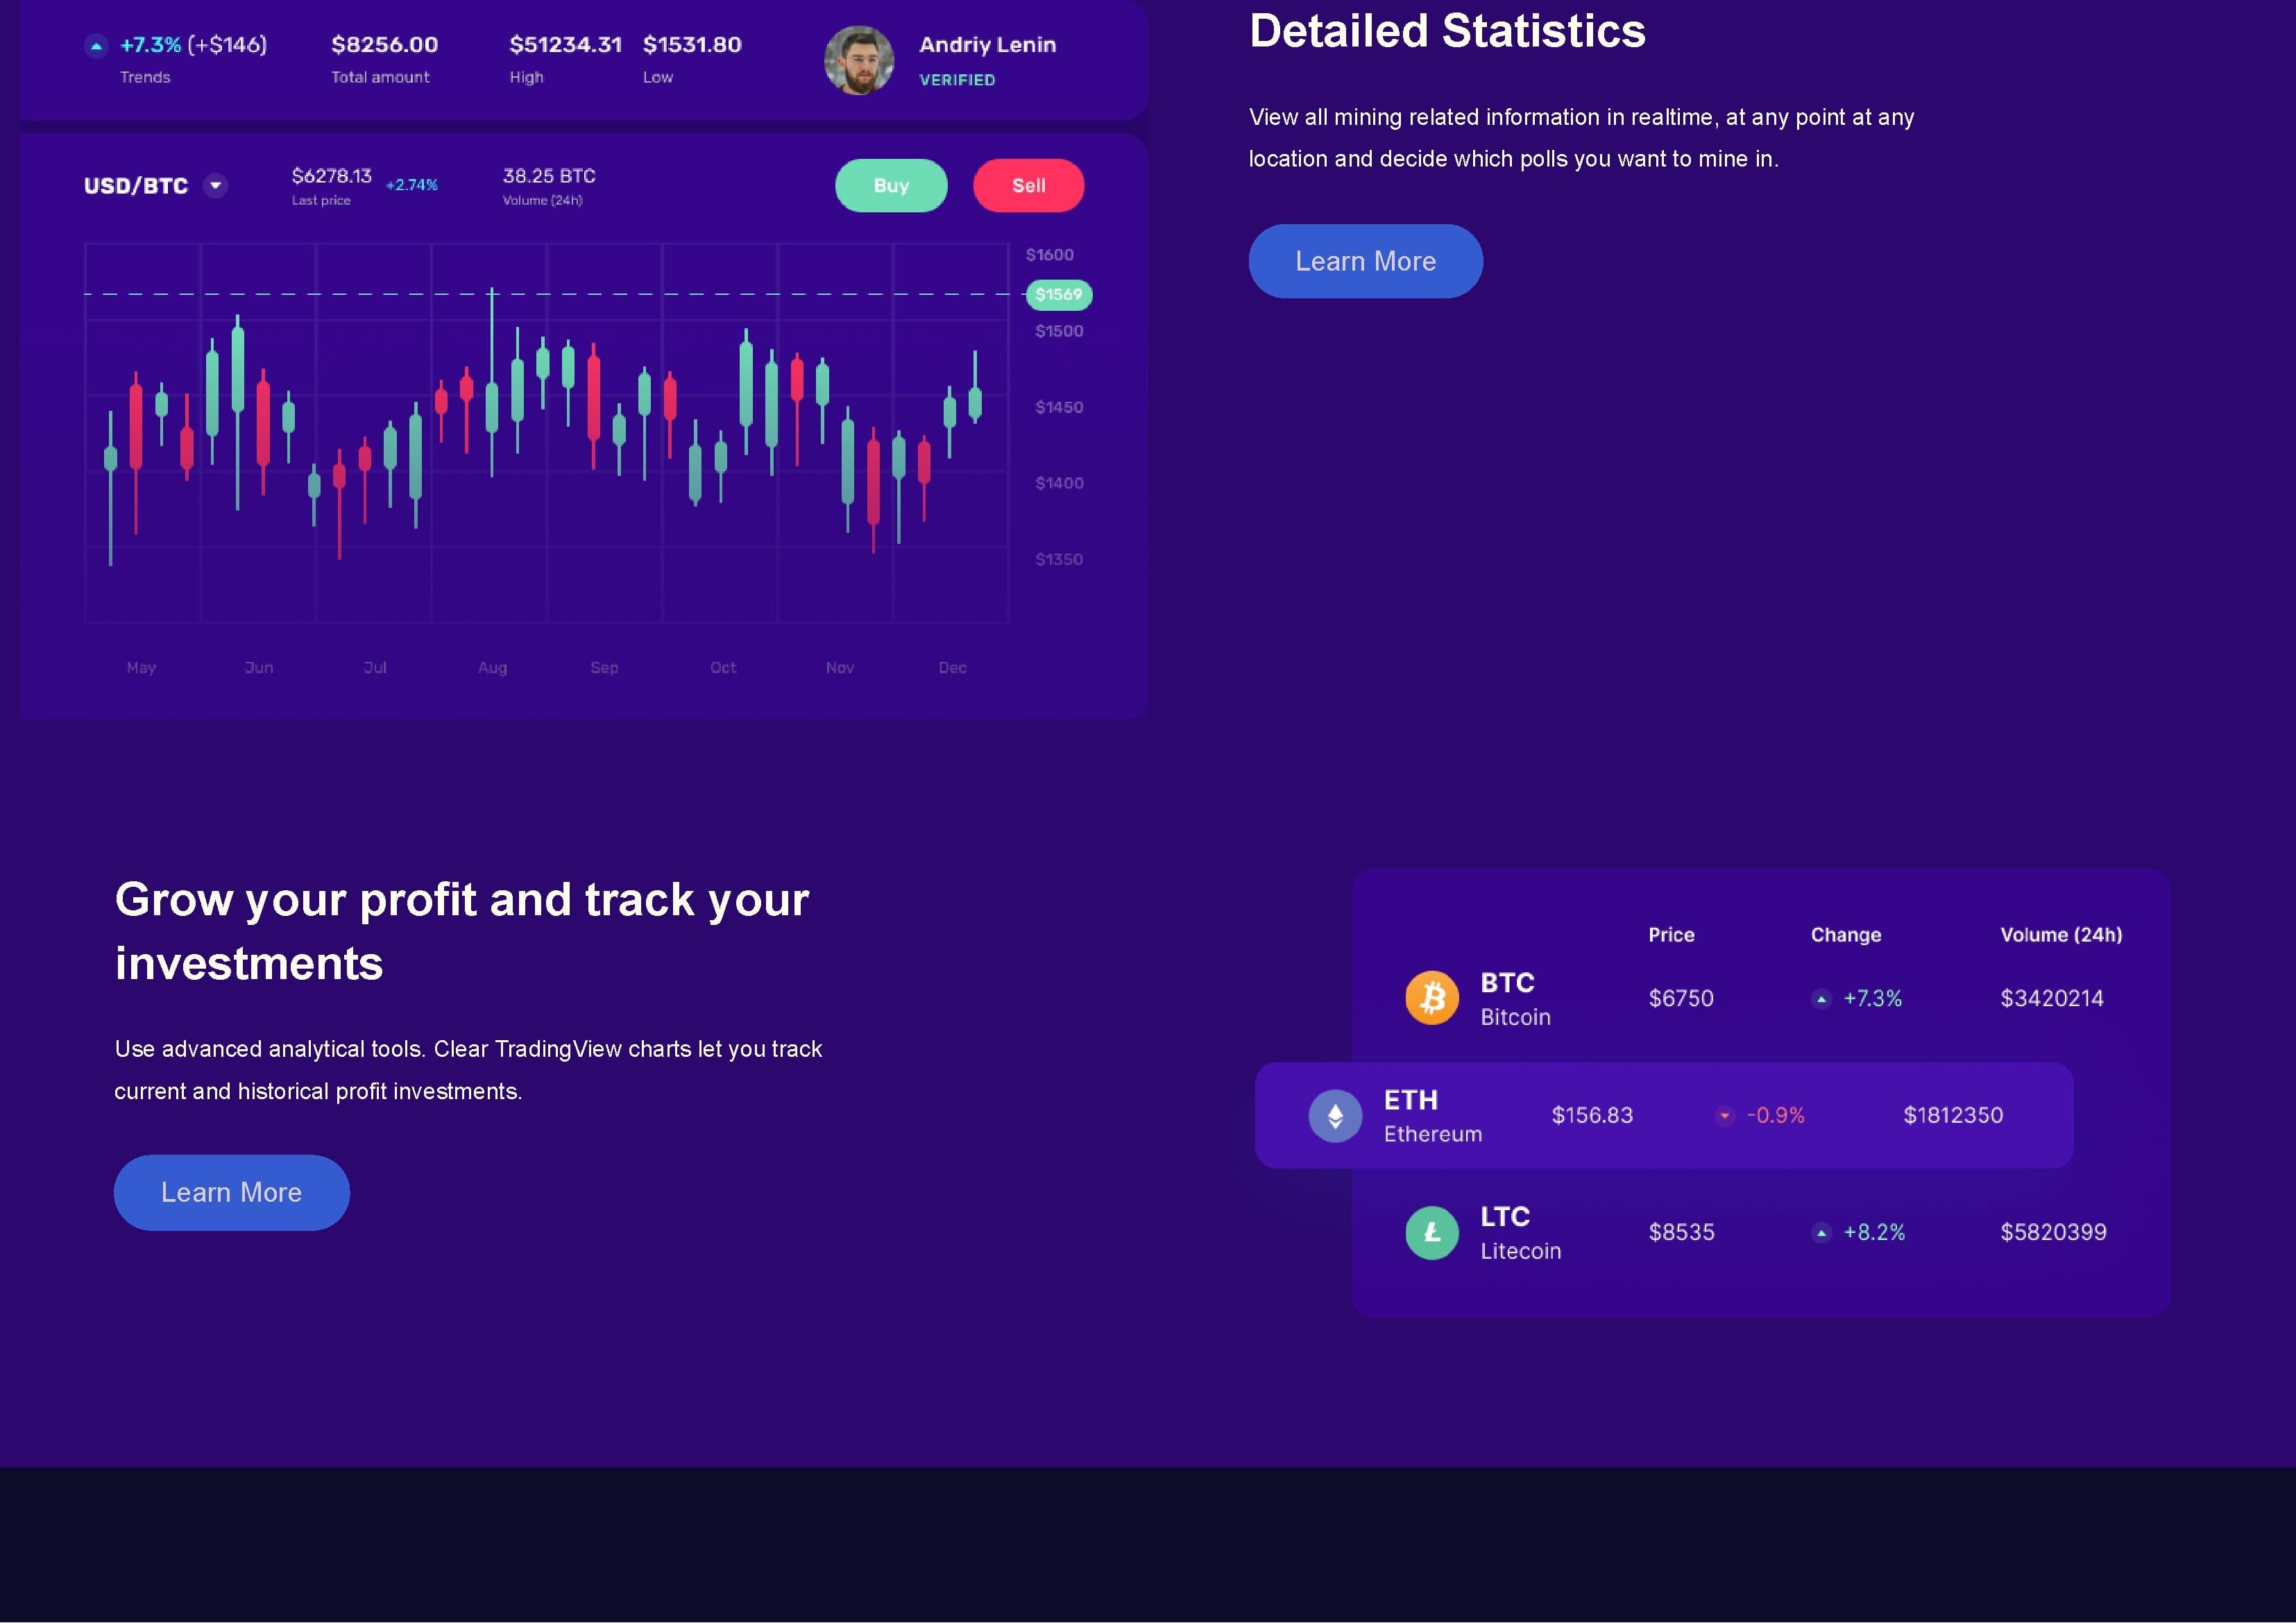 +7.3% (+$146)
Trends
$8256.00
Total amount
$51234.31
High
$1531.80
Low
Andriy Lenin
VERIFIED
USD/BTC
$6278.13
Last price
+2.74%
38.25 BTC
Volume (24h)
Buy
Sell
$1600
$1569
$1500
$1450
$1400
$1350
May Jun Jul Aug Sep Oct Nov Dec
Detailed Statistics
View all mining related information in realtime, at any point at any
location and decide which polls you want to mine in.
Learn More
Grow your profit and track your
investments
Use advanced analytical tools. Clear TradingView charts let you track
current and historical profit investments.
Learn More
Price Change Volume (24h)
BTC
Bitcoin
$6750 +7.3% $3420214
ETH
Ethereum
$156.83 -0.9% $1812350
LTC
Litecoin
$8535 +8.2% $5820399